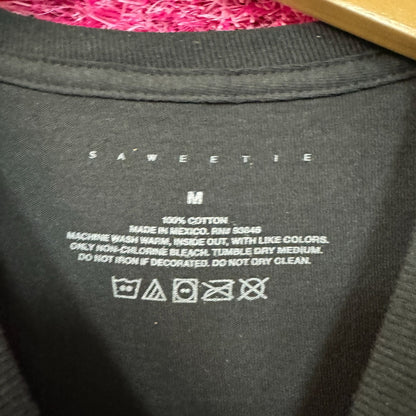 SAWEETIE
M
100% COTTON
MADE IN MEXICO. RN# 93846
MACHINE WASH WARM, INSIDE OUT, WITH LIKE COLORS.
ONLY NON-CHLORINE BLEACH. TUMBLE DRY MEDIUM.
DO NOT IRON IF DECORATED. DO NOT DRY CLEAN.